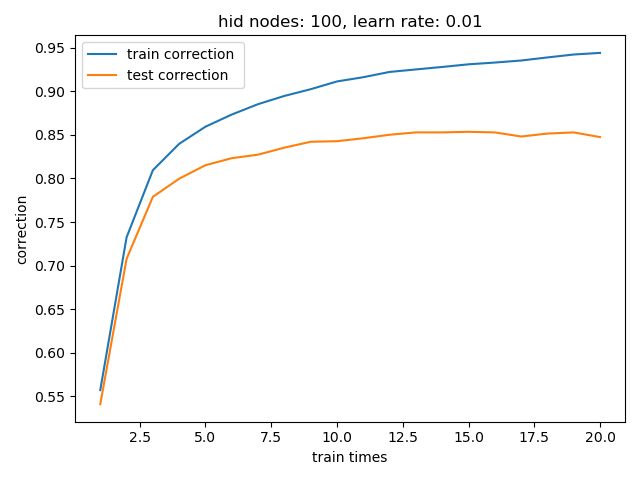 hid nodes: 100, learn rate: 0.01
train correction
test correction
0.95
0.90
0.85
0.80
0.75
0.70
0.65
0.60
0.55
correction
2.5 5.0 7.5 10.0 12.5 15.0 17.5 20.0
train times